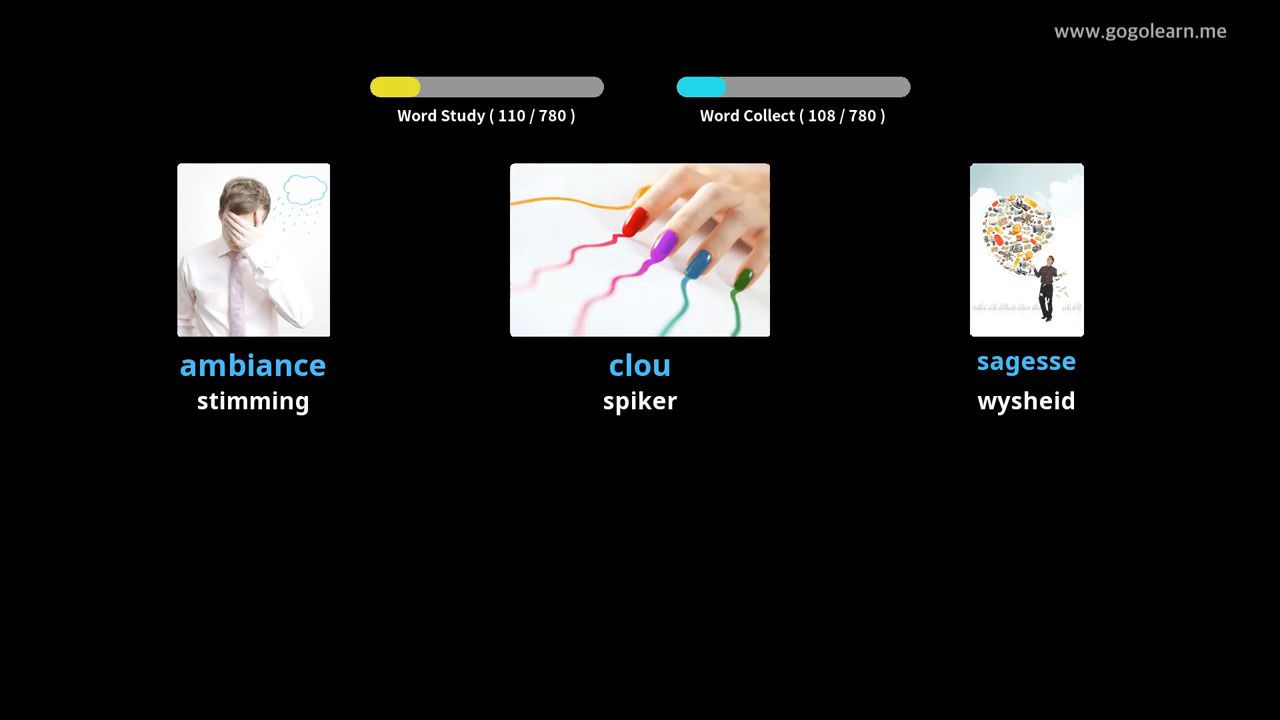 www.gogolearn.me
Word Study ( 110 / 780 )
Word Collect ( 108 / 780 )
ambiance
clou
sagesse
stimming
spiker
wysheid